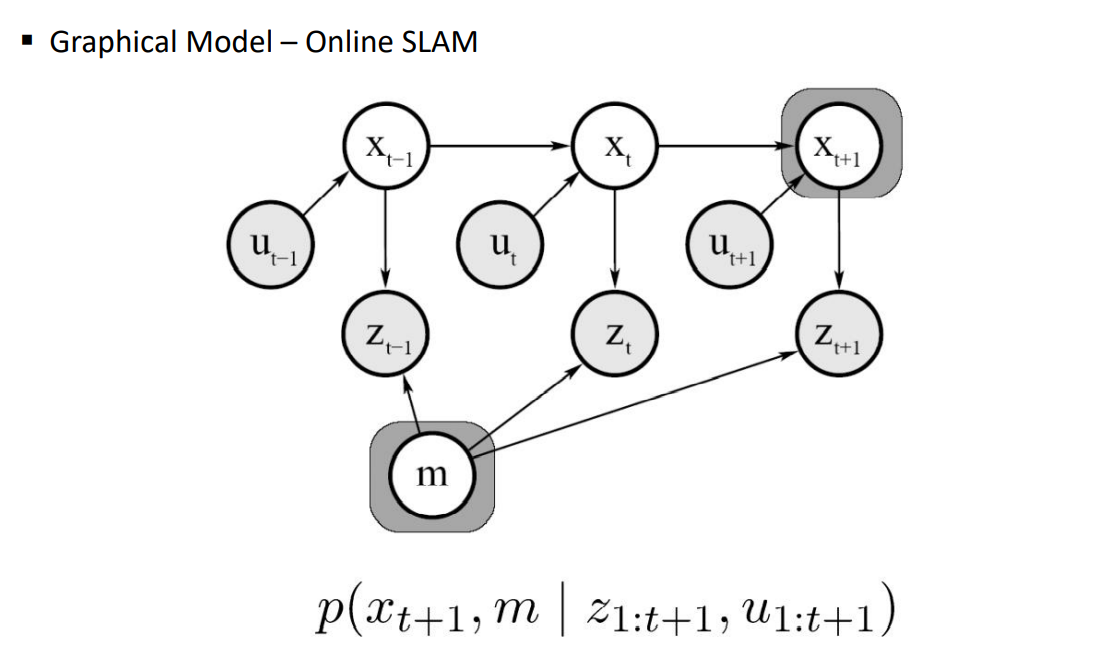 ▪ Graphical Model – Online SLAM
x_{t−1} x_t x_{t+1}
u_{t−1} u_t u_{t+1}
z_{t−1} z_t z_{t+1}
m
p(x_{t+1}, m | z_{1:t+1}, u_{1:t+1})